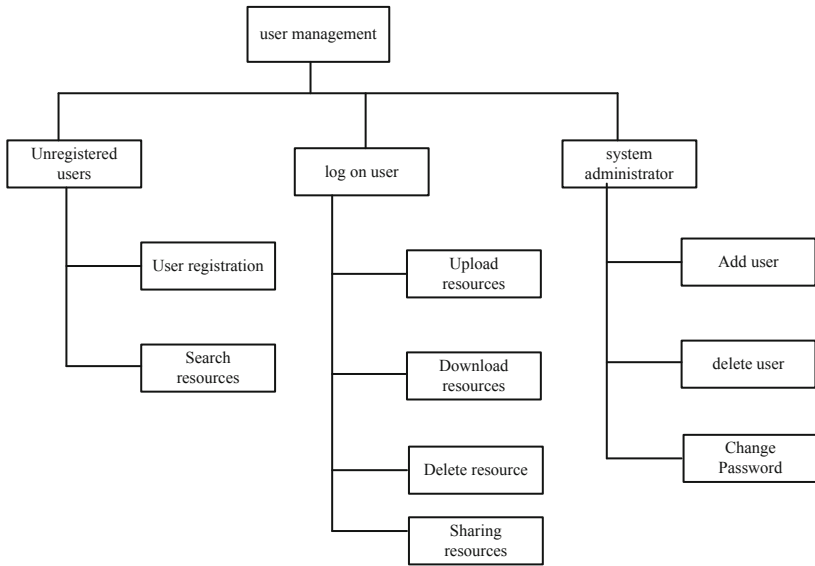 user management
Unregistered
users
log on user
system
administrator
User registration
Search
resources
Upload
resources
Download
resources
Delete resource
Sharing
resources
Add user
delete user
Change
Password